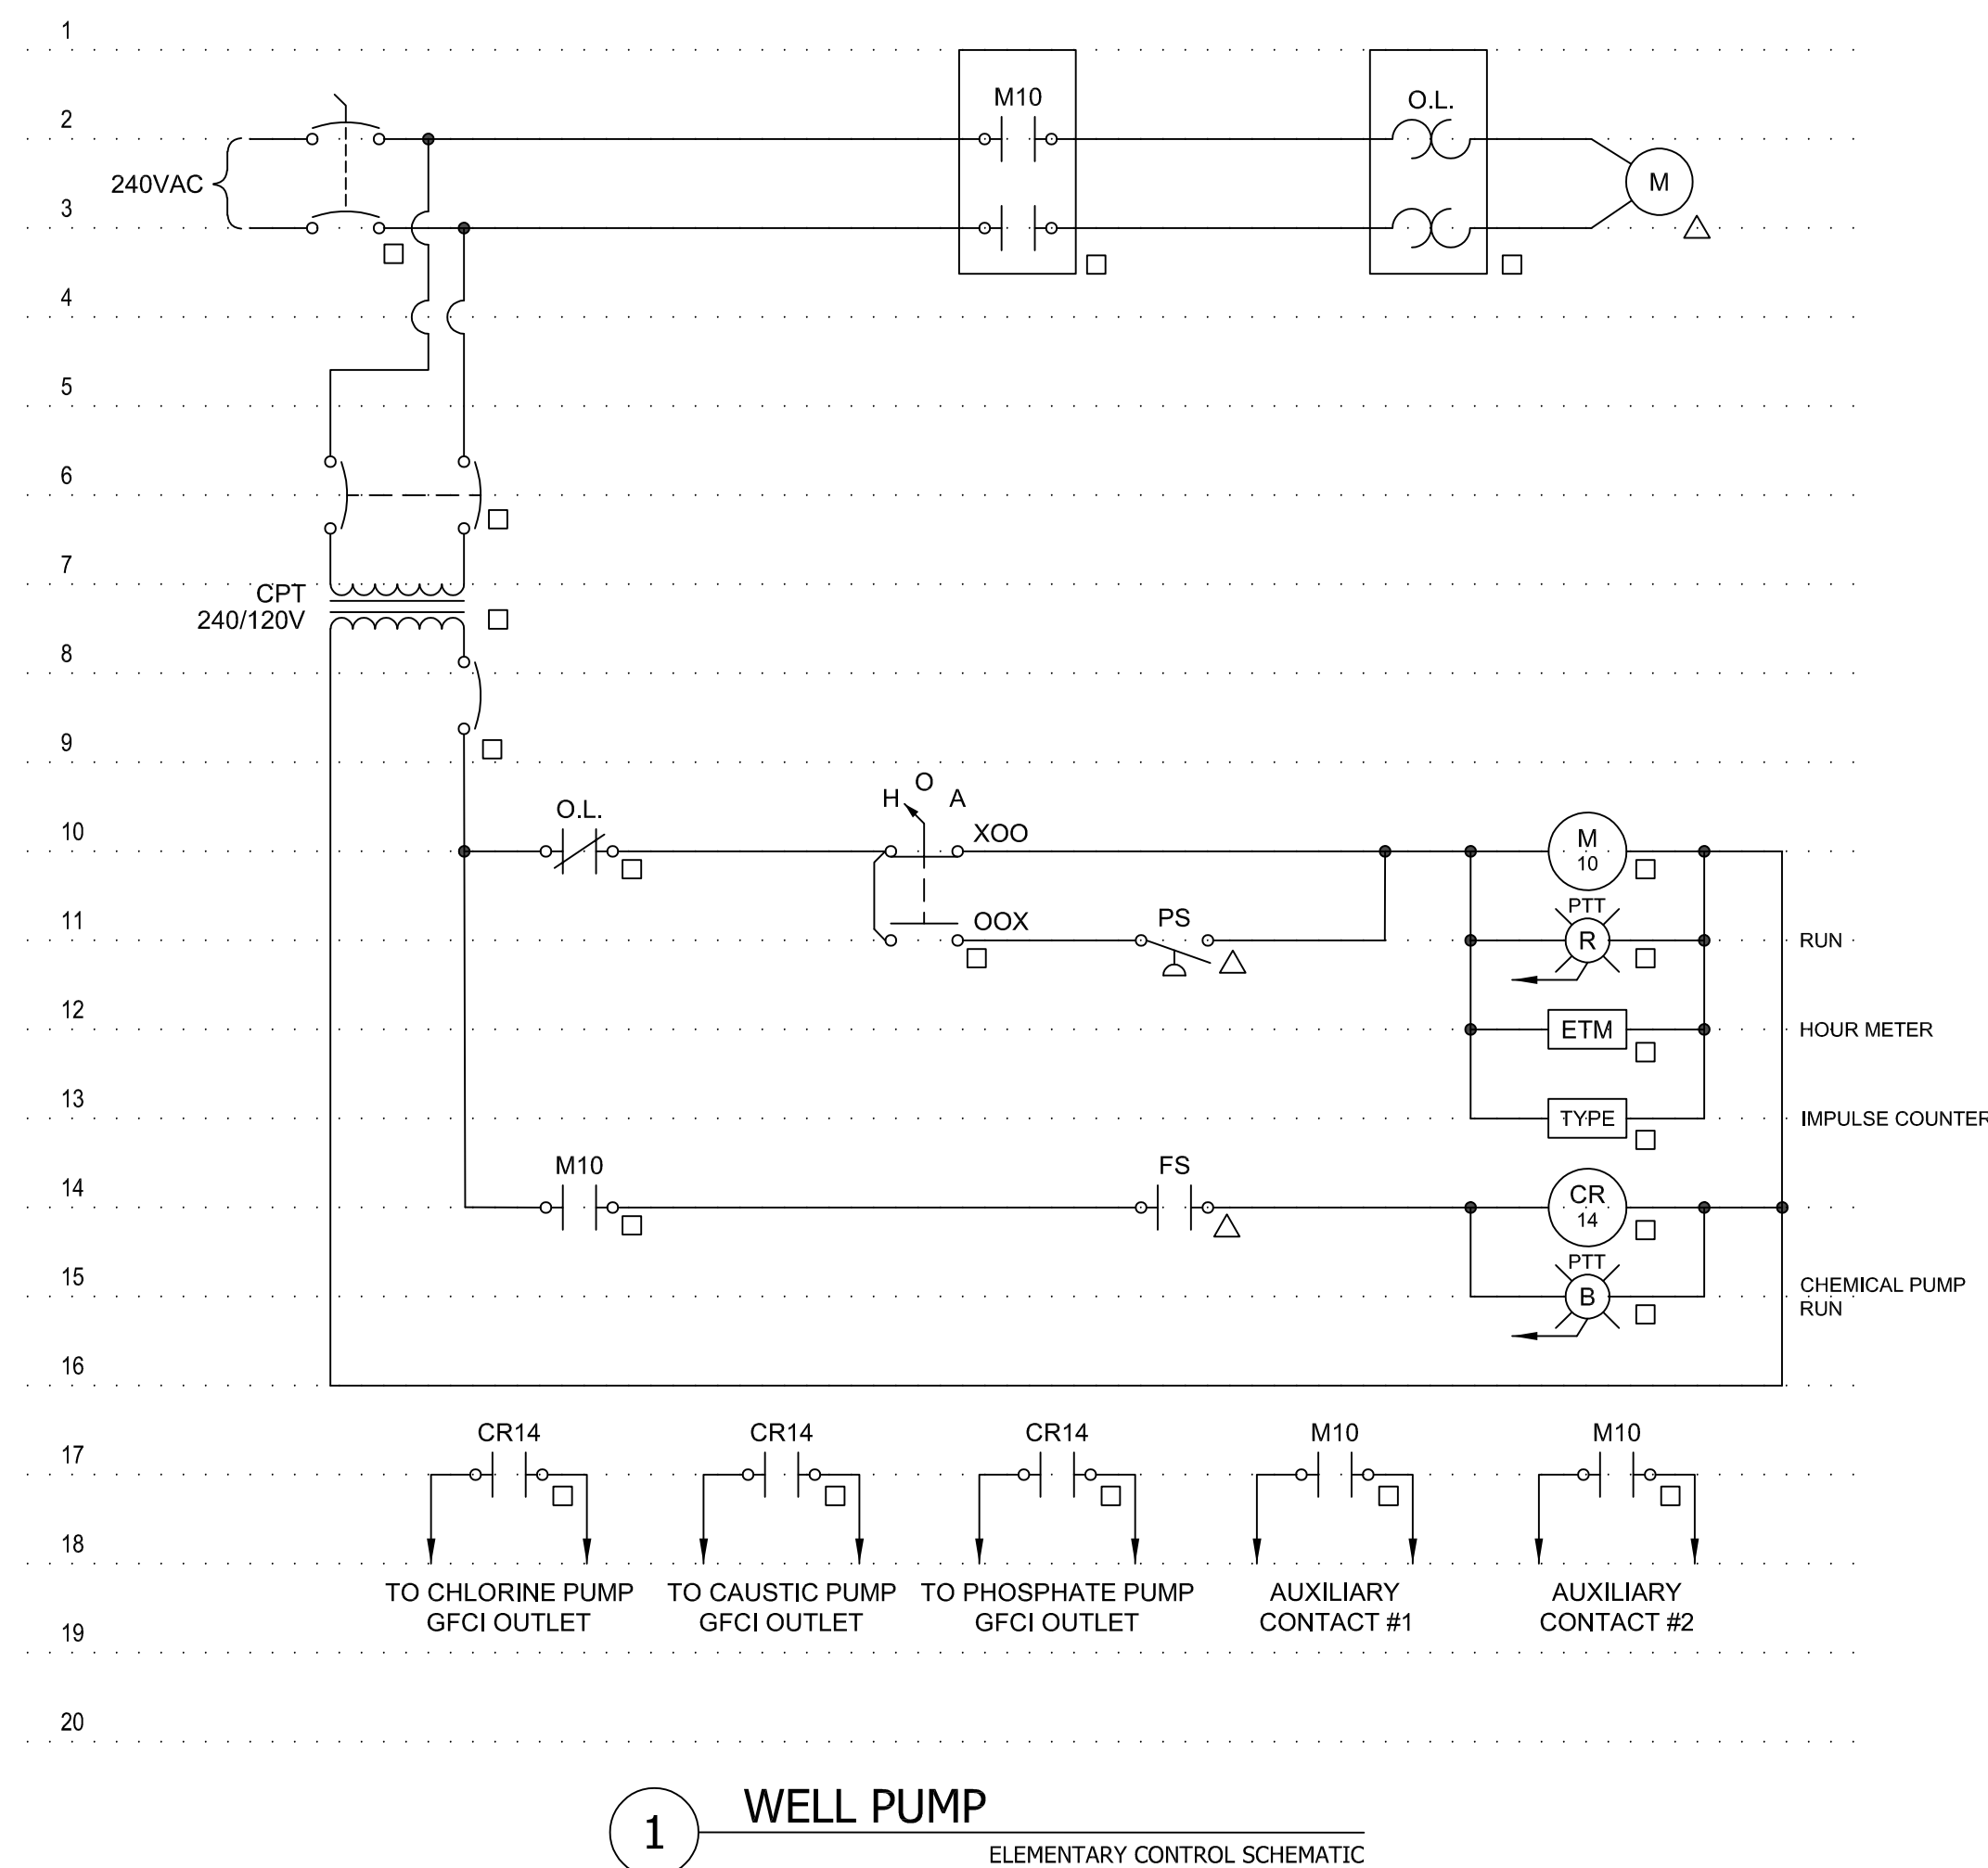 1
M10
O.L.
2
240VAC
M
3
4
5
6
7
CPT
240/120V
8
9
H O A
O.L.
10
XOO
M
10
PTT
11
OOX
PS
R
RUN
12
ETM
HOUR METER
13
TYPE
IMPULSE COUNTER
M10
FS
14
CR
14
PTT
15
B
CHEMICAL PUMP
RUN
16
CR14
CR14
CR14
M10
M10
17
18
TO CHLORINE PUMP
GFCI OUTLET
TO CAUSTIC PUMP
GFCI OUTLET
TO PHOSPHATE PUMP
GFCI OUTLET
AUXILIARY
CONTACT #1
AUXILIARY
CONTACT #2
19
20
1
WELL PUMP
ELEMENTARY CONTROL SCHEMATIC